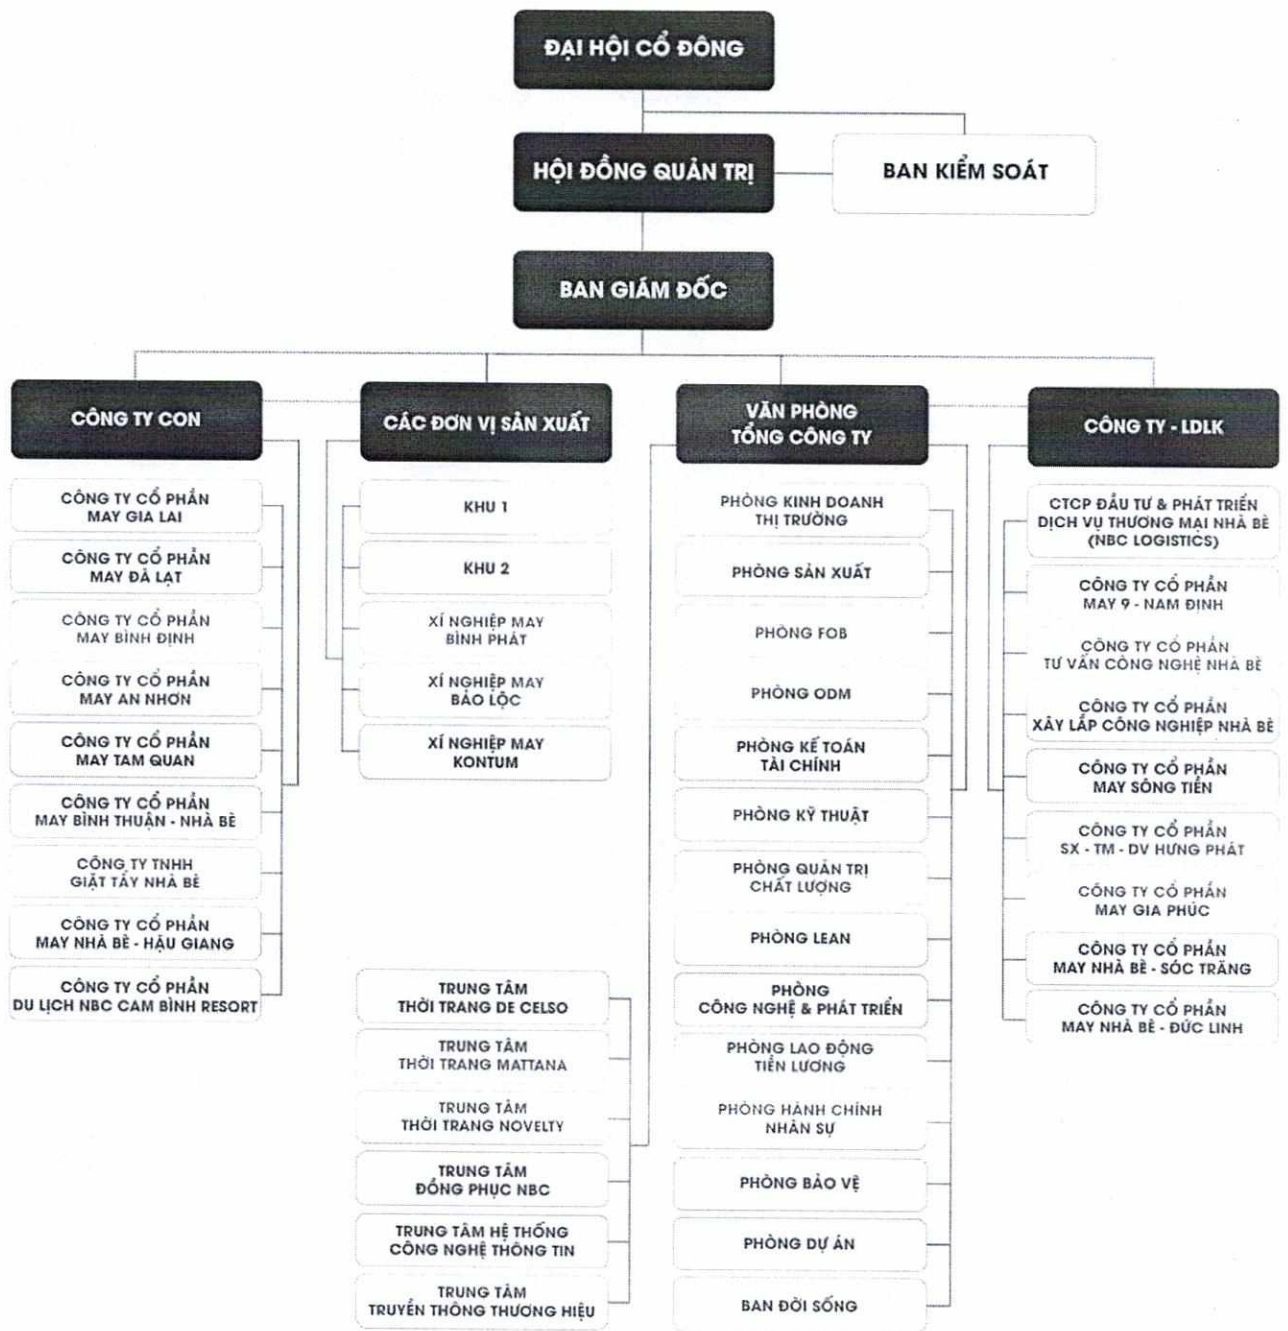 ĐẠI HỘI CỔ ĐÔNG
HỘI ĐỒNG QUẢN TRỊ
BAN KIỂM SOÁT
BAN GIÁM ĐỐC
CÔNG TY CON
CÔNG TY CỔ PHẦN
MAY GIA LAI
CÔNG TY CỔ PHẦN
MAY ĐÀ LẠT
CÔNG TY CỔ PHẦN
MAY BÌNH ĐỊNH
CÔNG TY CỔ PHẦN
MAY AN NHƠN
CÔNG TY CỔ PHẦN
MAY TAM QUAN
CÔNG TY CỔ PHẦN
MAY BÌNH THUẬN - NHÀ BÈ
CÔNG TY TNHH
GIẶT TẨY NHÀ BÈ
CÔNG TY CỔ PHẦN
MAY NHÀ BÈ - HẬU GIANG
CÔNG TY CỔ PHẦN
DU LỊCH NBC CAM BÌNH RESORT
CÁC ĐƠN VỊ SẢN XUẤT
KHU 1
KHU 2
XÍ NGHIỆP MAY
BÌNH PHÁT
XÍ NGHIỆP MAY
BẢO LỘC
XÍ NGHIỆP MAY
KONTUM
TRUNG TÂM
THỜI TRANG DE CELSO
TRUNG TÂM
THỜI TRANG MATTANA
TRUNG TÂM
THỜI TRANG NOVELTY
TRUNG TÂM
ĐỒNG PHỤC NBC
TRUNG TÂM HỆ THỐNG
CÔNG NGHỆ THÔNG TIN
TRUNG TÂM
TRUYỀN THÔNG THƯƠNG HIỆU
VĂN PHÒNG
TỔNG CÔNG TY
PHÒNG KINH DOANH
THỊ TRƯỜNG
PHÒNG SẢN XUẤT
PHÒNG FOB
PHÒNG ODM
PHÒNG KẾ TOÁN
TÀI CHÍNH
PHÒNG KỸ THUẬT
PHÒNG QUẢN TRỊ
CHẤT LƯỢNG
PHÒNG LEAN
PHÒNG
CÔNG NGHỆ & PHÁT TRIỂN
PHÒNG LAO ĐỘNG
TIỀN LƯƠNG
PHÒNG HÀNH CHÍNH
NHÂN SỰ
PHÒNG BẢO VỆ
PHÒNG DỰ ÁN
BAN ĐỜI SỐNG
CÔNG TY - LDLK
CTCP ĐẦU TƯ & PHÁT TRIỂN
DỊCH VỤ THƯƠNG MẠI NHÀ BÈ
(NBC LOGISTICS)
CÔNG TY CỔ PHẦN
MAY 9 - NAM ĐỊNH
CÔNG TY CỔ PHẦN
TƯ VẤN CÔNG NGHỆ NHÀ BÈ
CÔNG TY CỔ PHẦN
XÂY LẮP CÔNG NGHIỆP NHÀ BÈ
CÔNG TY CỔ PHẦN
MAY SÔNG TIỀN
CÔNG TY CỔ PHẦN
SX - TM - DV HƯNG PHÁT
CÔNG TY CỔ PHẦN
MAY GIA PHÚC
CÔNG TY CỔ PHẦN
MAY NHÀ BÈ - SÓC TRĂNG
CÔNG TY CỔ PHẦN
MAY NHÀ BÈ - ĐỨC LINH